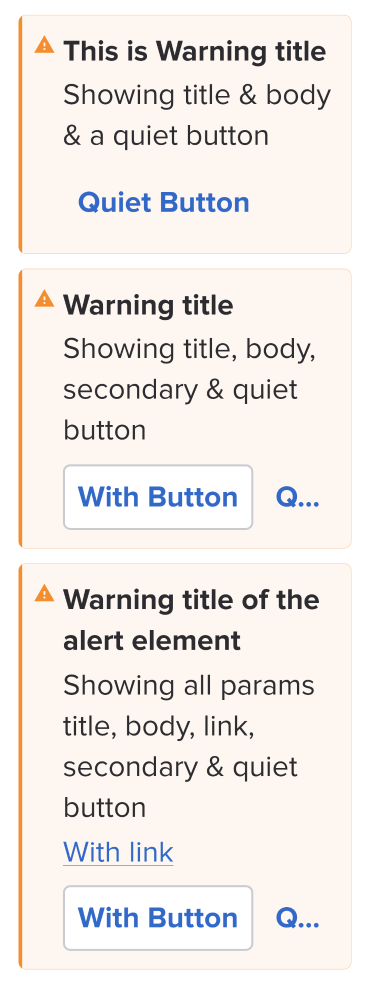 This is Warning title
Showing title & body
& a quiet button
Quiet Button
Warning title
Showing title, body,
secondary & quiet
button
With Button Q...
Warning title of the
alert element
Showing all params
title, body, link,
secondary & quiet
button
With link
With Button Q...